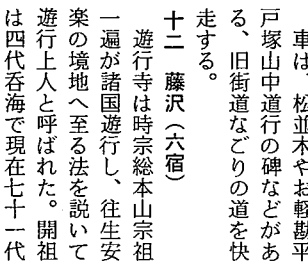 車は、松並木やお軽勘平
戸塚山中道行の碑などがあ
る、旧街道なごりの道を快
走する。
十二　藤沢（六宿）
遊行寺は時宗総本山宗祖
一遍が諸国遊行し、往生安
楽の境地へ至る法を説いて
遊行上人と呼ばれた。開祖
は四代呑海で現在七十一代